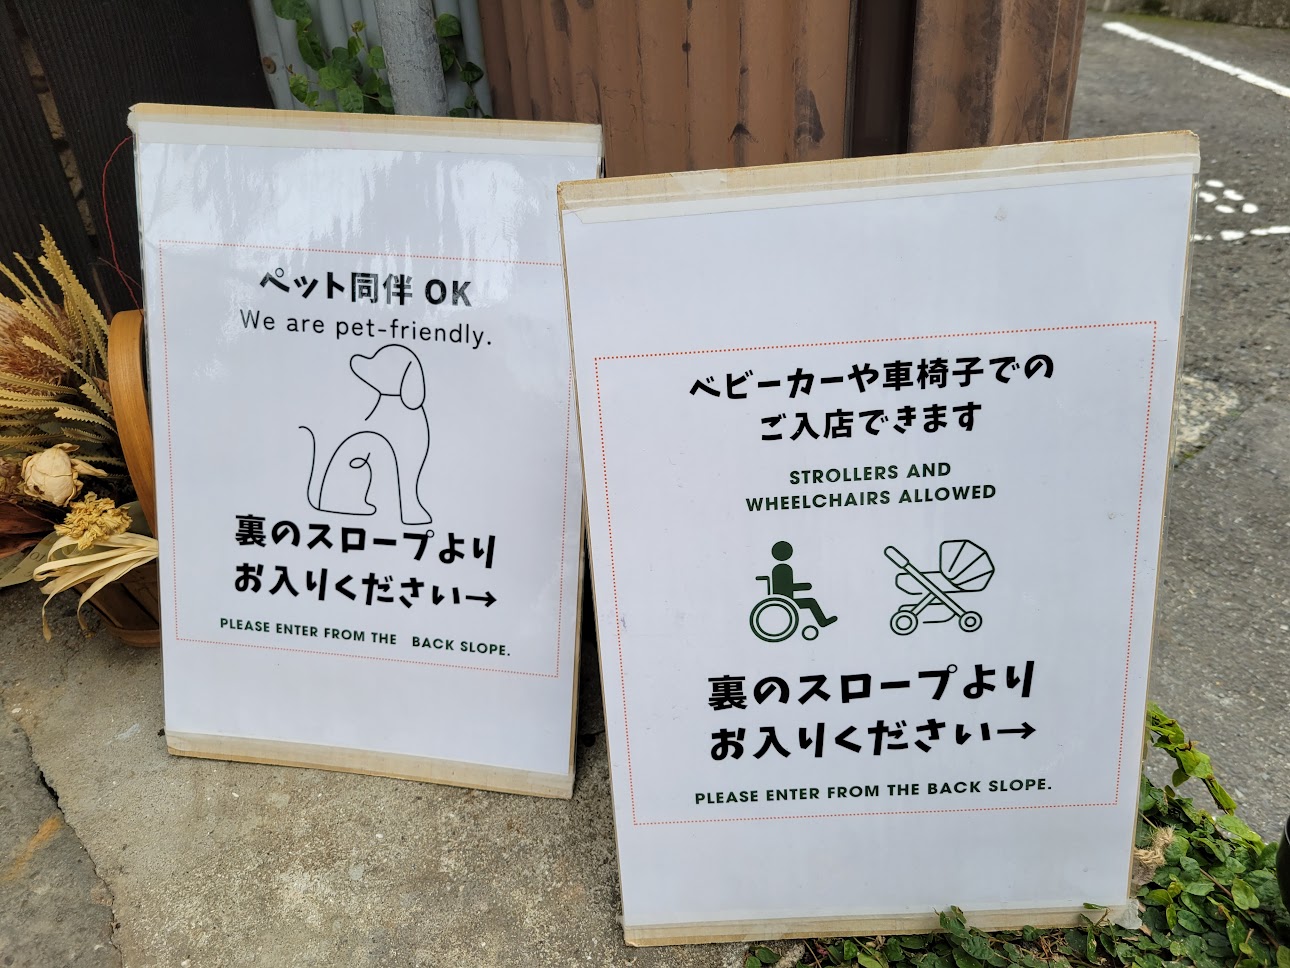 ペット同伴 OK
We are pet-friendly.
裏のスロープより
お入りください→
PLEASE ENTER FROM THE BACK SLOPE.
ベビーカーや車椅子での
ご入店できます
STROLLERS AND
WHEELCHAIRS ALLOWED
裏のスロープより
お入りください→
PLEASE ENTER FROM THE BACK SLOPE.